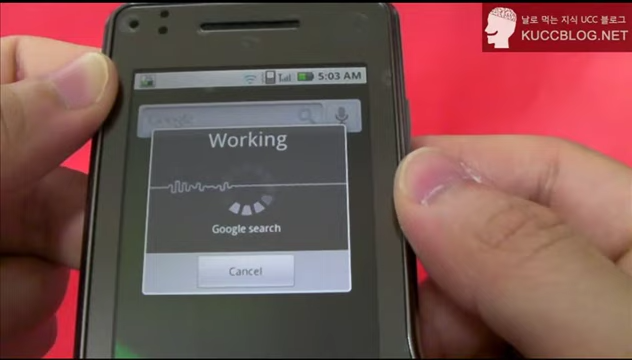 날로 먹는 지식 UCC 블로그
KUCCBLOG.NET
5:03 AM
Google
Working
Google search
Cancel